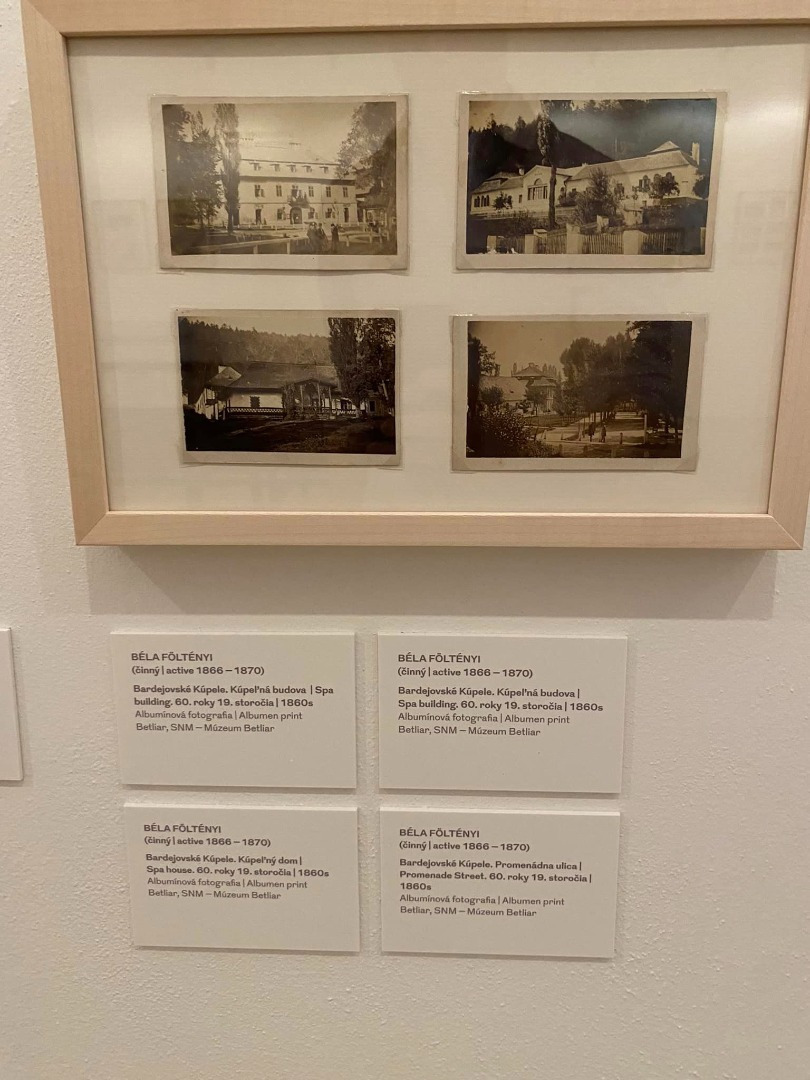 BÉLA FÖLTÉNYI
(činný | active 1866 – 1870)
Bardejovské Kúpele. Kúpeľná budova | Spa
building. 60. roky 19. storočia | 1860s
Albumínová fotografia | Albumen print
Betliar, SNM – Múzeum Betliar
BÉLA FÖLTÉNYI
(činný | active 1866 – 1870)
Bardejovské Kúpele. Kúpeľná budova |
Spa building. 60. roky 19. storočia | 1860s
Albumínová fotografia | Albumen print
Betliar, SNM – Múzeum Betliar
BÉLA FÖLTÉNYI
(činný | active 1866 – 1870)
Bardejovské Kúpele. Kúpeľný dom |
Spa house. 60. roky 19. storočia | 1860s
Albumínová fotografia | Albumen print
Betliar, SNM – Múzeum Betliar
BÉLA FÖLTÉNYI
(činný | active 1866 – 1870)
Bardejovské Kúpele. Promenádna ulica |
Promenade Street. 60. roky 19. storočia |
1860s
Albumínová fotografia | Albumen print
Betliar, SNM – Múzeum Betliar